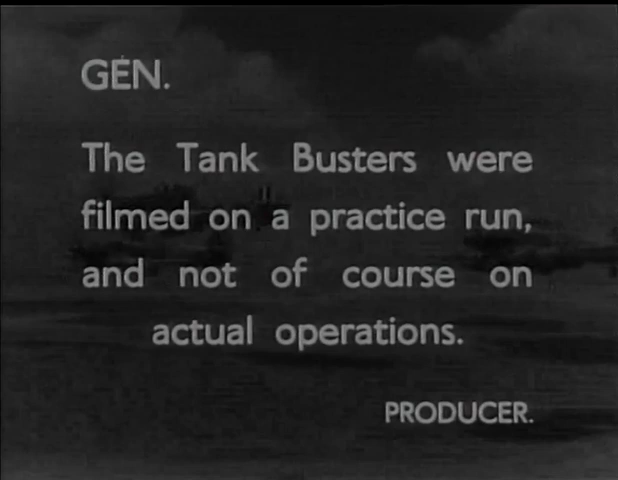 GEN.
The Tank Busters were
filmed on a practice run,
and not of course on
actual operations.
PRODUCER.